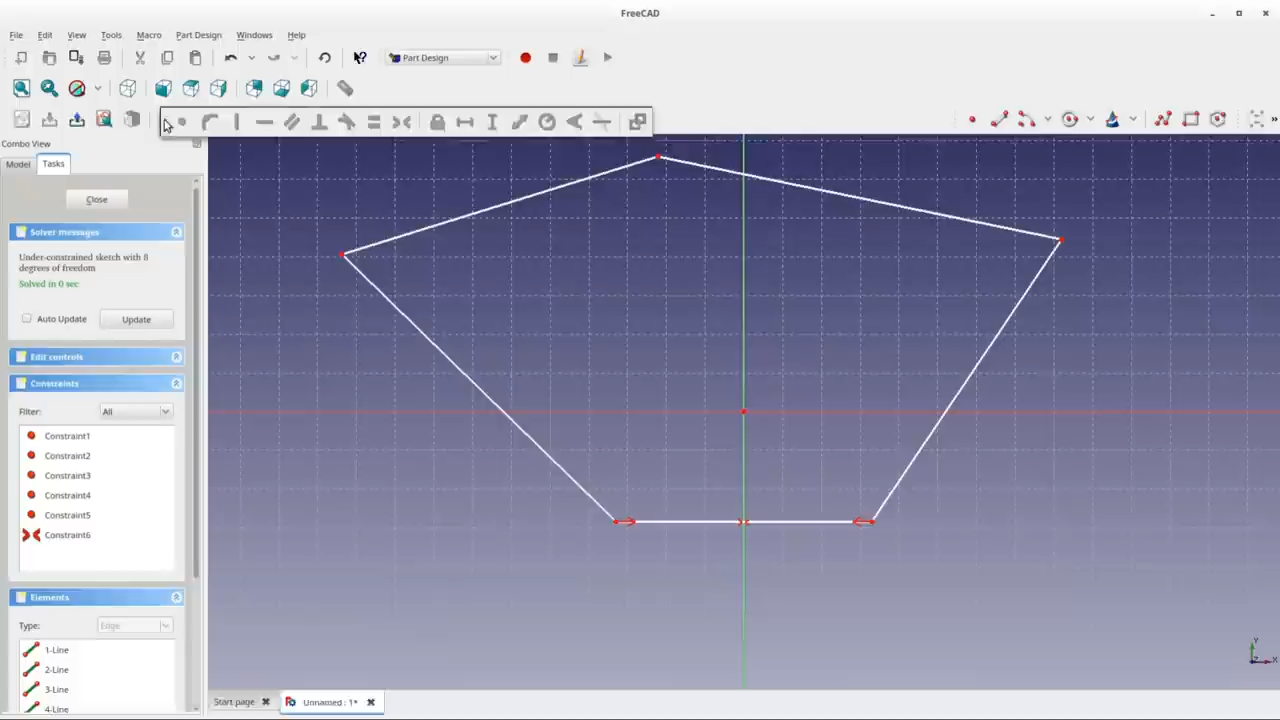 FreeCAD
File Edit View Tools Macro Part Design Windows Help
Part Design
Combo View
Model Tasks
Close
Solver messages
Under-constrained sketch with 8
degrees of freedom
Solved in 0 sec
Auto Update Update
Edit controls
Constraints
Filter: All
Constraint1
Constraint2
Constraint3
Constraint4
Constraint5
Constraint6
Elements
Type: Edge
1-Line
2-Line
3-Line
4-Line
Start page Unnamed : 1*
Y
X